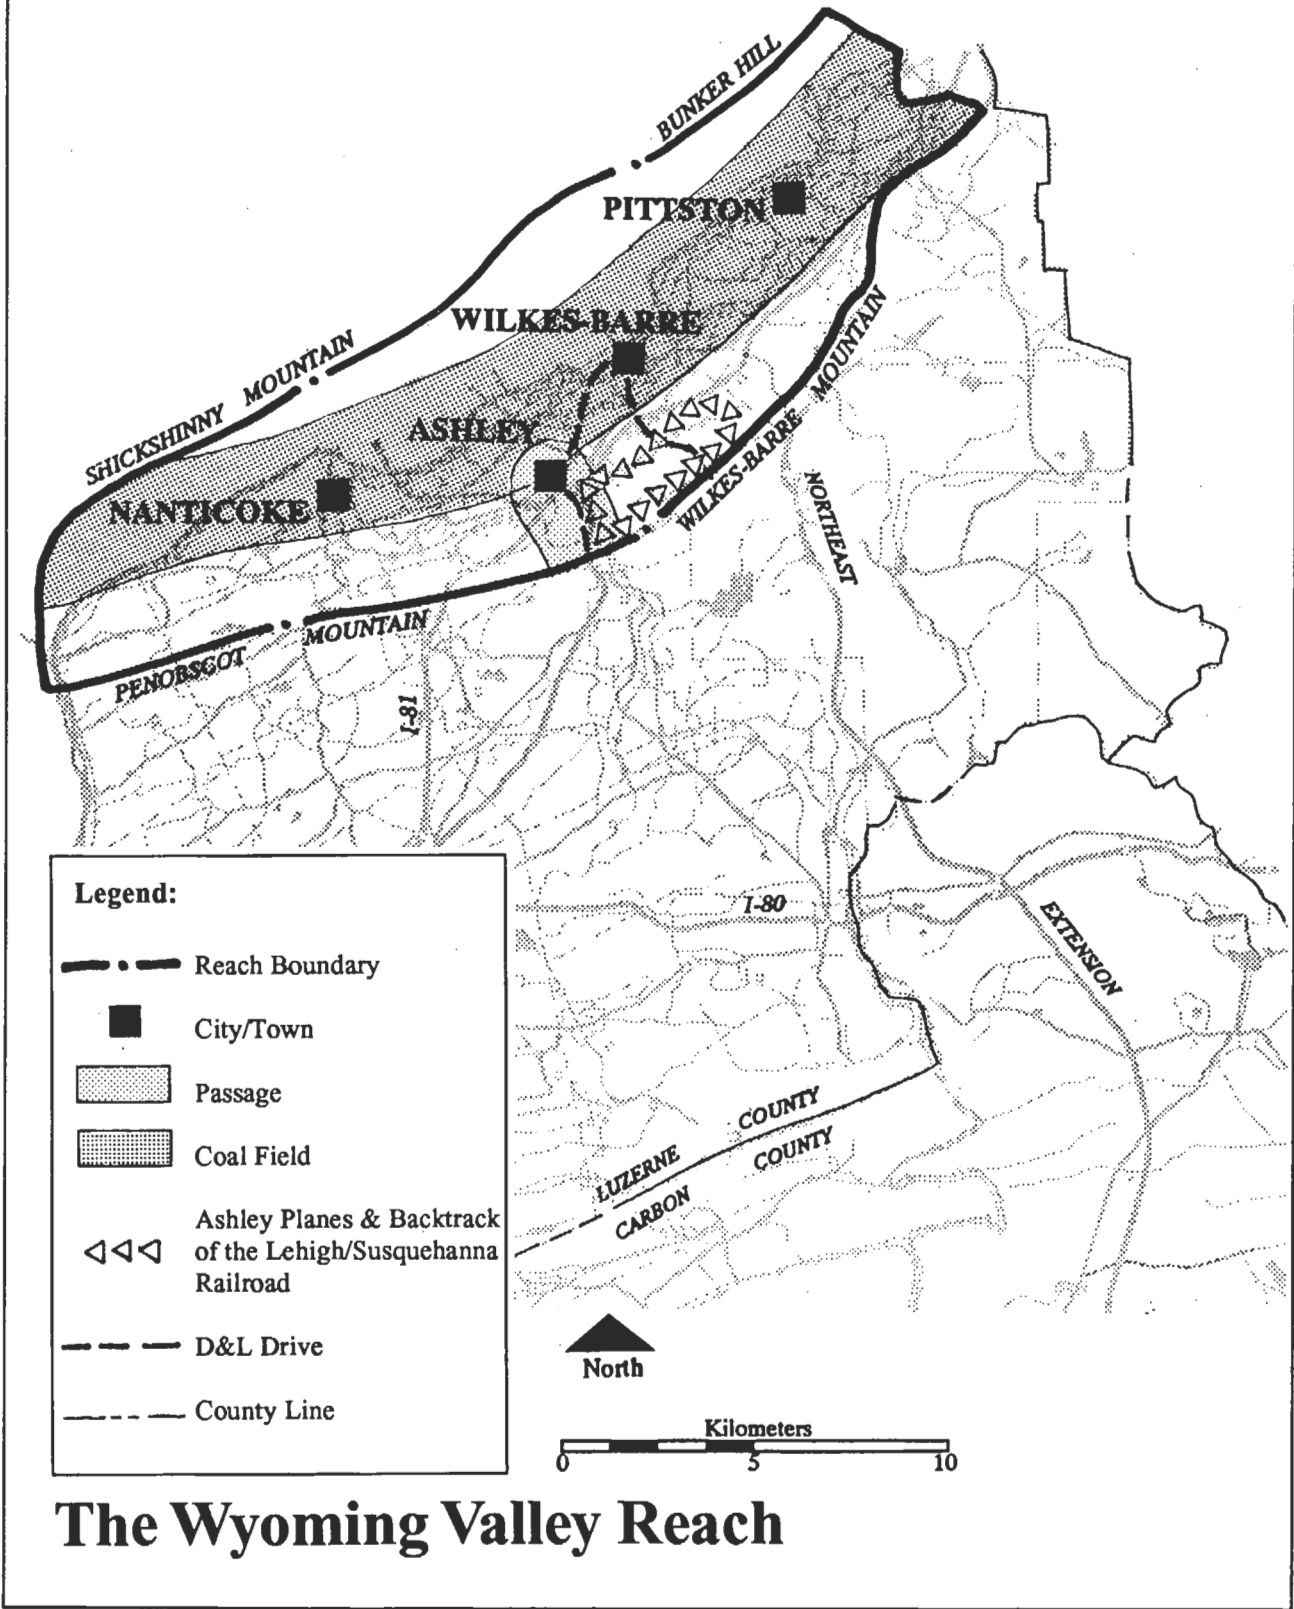 BUNKER HILL
PITTSTON
WILKES-BARRE
SHICKSHINNY MOUNTAIN
WILKES-BARRE MOUNTAIN
ASHLEY
NANTICOKE
NORTHEAST
PENOBSCOT MOUNTAIN
I-81
I-80
EXTENSION
LUZERNE COUNTY
CARBON COUNTY
Legend:
Reach Boundary
City/Town
Passage
Coal Field
Ashley Planes & Backtrack
of the Lehigh/Susquehanna
Railroad
D&L Drive
County Line
North
Kilometers
0 5 10
The Wyoming Valley Reach